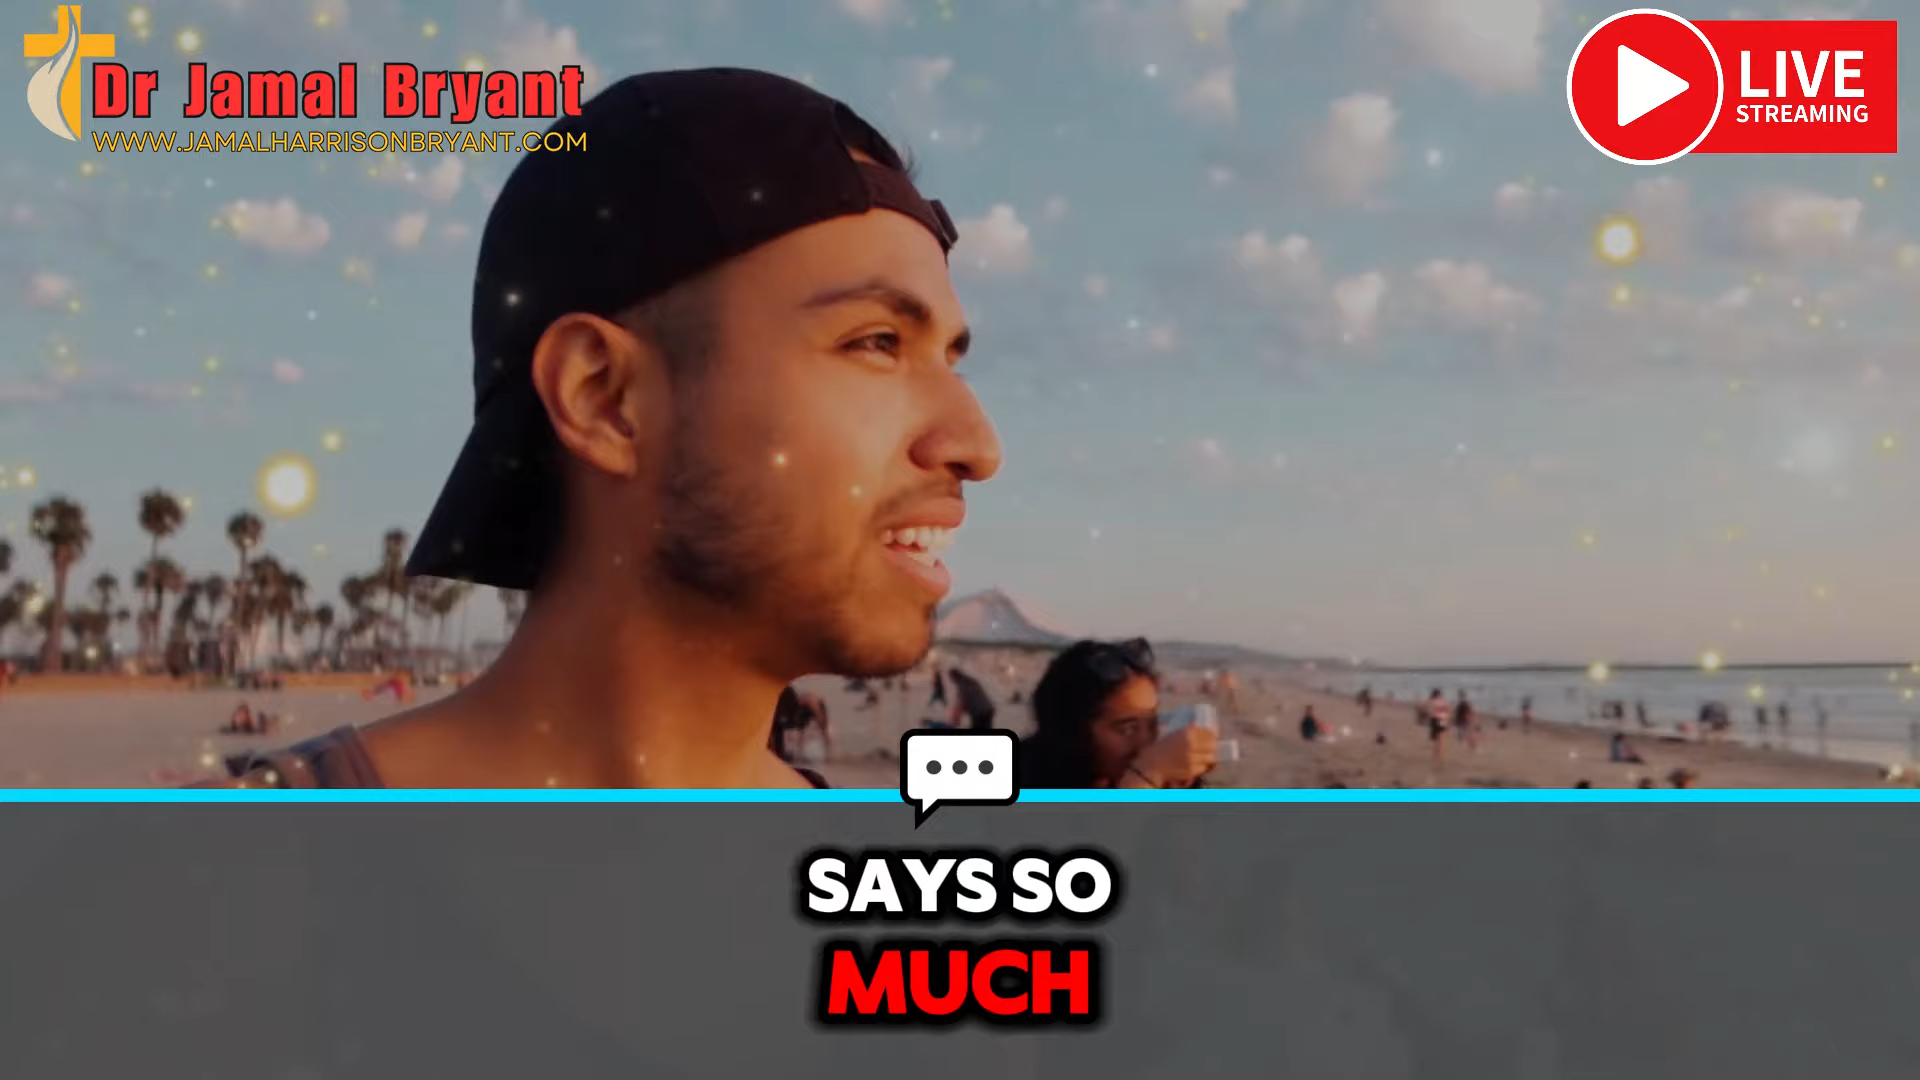 Dr Jamal Bryant
WWW.JAMALHARRISONBRYANT.COM
LIVE
STREAMING
SAYS SO
MUCH